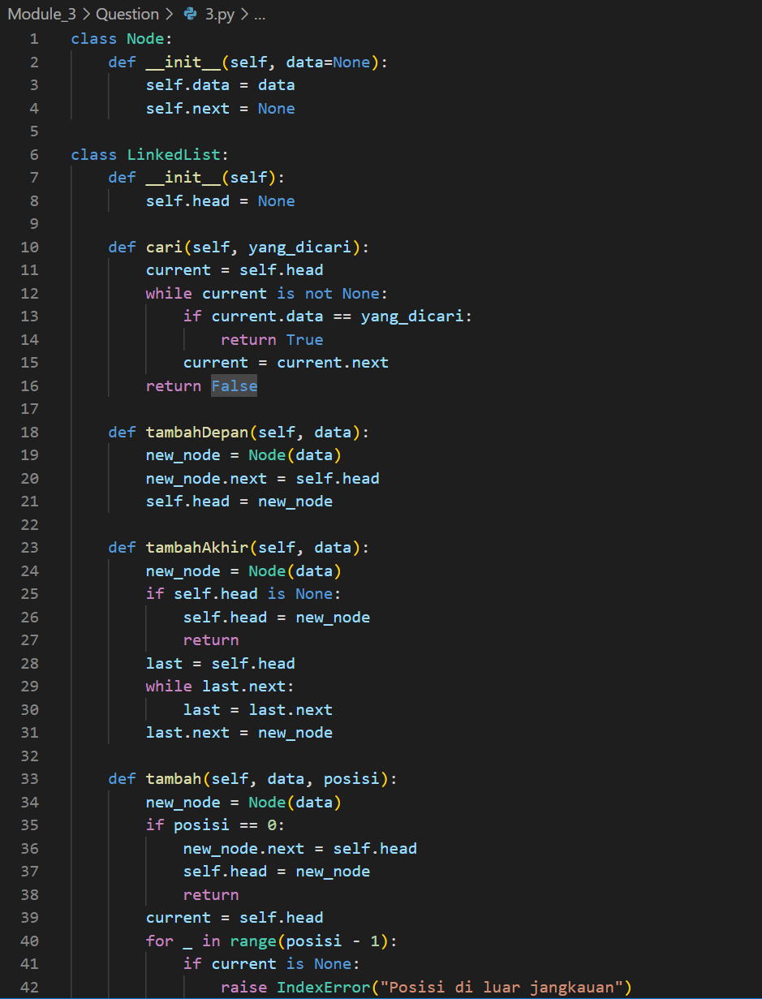 Module_3 > Question > 3.py > ...
1 class Node:
2     def __init__(self, data=None):
3         self.data = data
4         self.next = None
5
6 class LinkedList:
7     def __init__(self):
8         self.head = None
9
10     def cari(self, yang_dicari):
11         current = self.head
12         while current is not None:
13             if current.data == yang_dicari:
14                 return True
15             current = current.next
16         return False
17
18     def tambahDepan(self, data):
19         new_node = Node(data)
20         new_node.next = self.head
21         self.head = new_node
22
23     def tambahAkhir(self, data):
24         new_node = Node(data)
25         if self.head is None:
26             self.head = new_node
27             return
28         last = self.head
29         while last.next:
30             last = last.next
31         last.next = new_node
32
33     def tambah(self, data, posisi):
34         new_node = Node(data)
35         if posisi == 0:
36             new_node.next = self.head
37             self.head = new_node
38             return
39         current = self.head
40         for _ in range(posisi - 1):
41             if current is None:
42                 raise IndexError("Posisi di luar jangkauan")